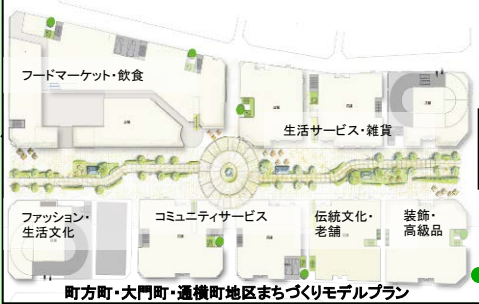 フードマーケット・飲食
生活サービス・雑貨
ファッション・
生活文化
コミュニティサービス
伝統文化・
老舗
装飾・
高級品
町方町・大門町・通横町地区まちづくりモデルプラン